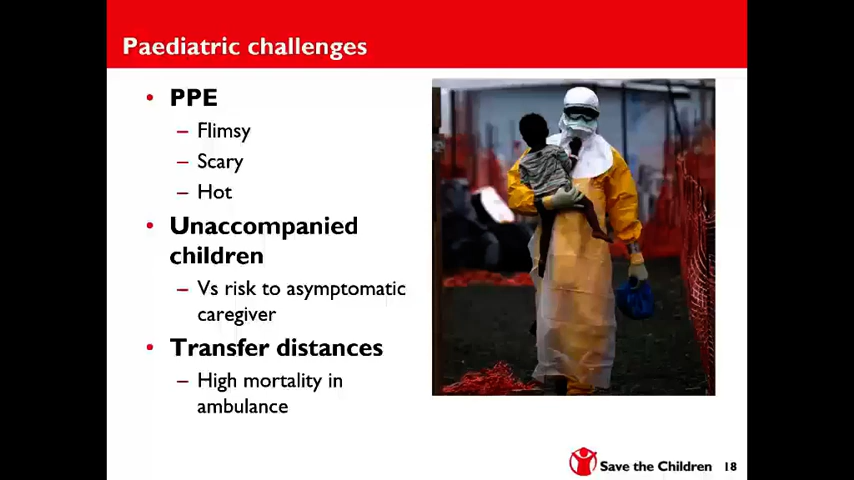 Paediatric challenges
• PPE
– Flimsy
– Scary
– Hot
• Unaccompanied
children
– Vs risk to asymptomatic
caregiver
• Transfer distances
– High mortality in
ambulance
Save the Children 18